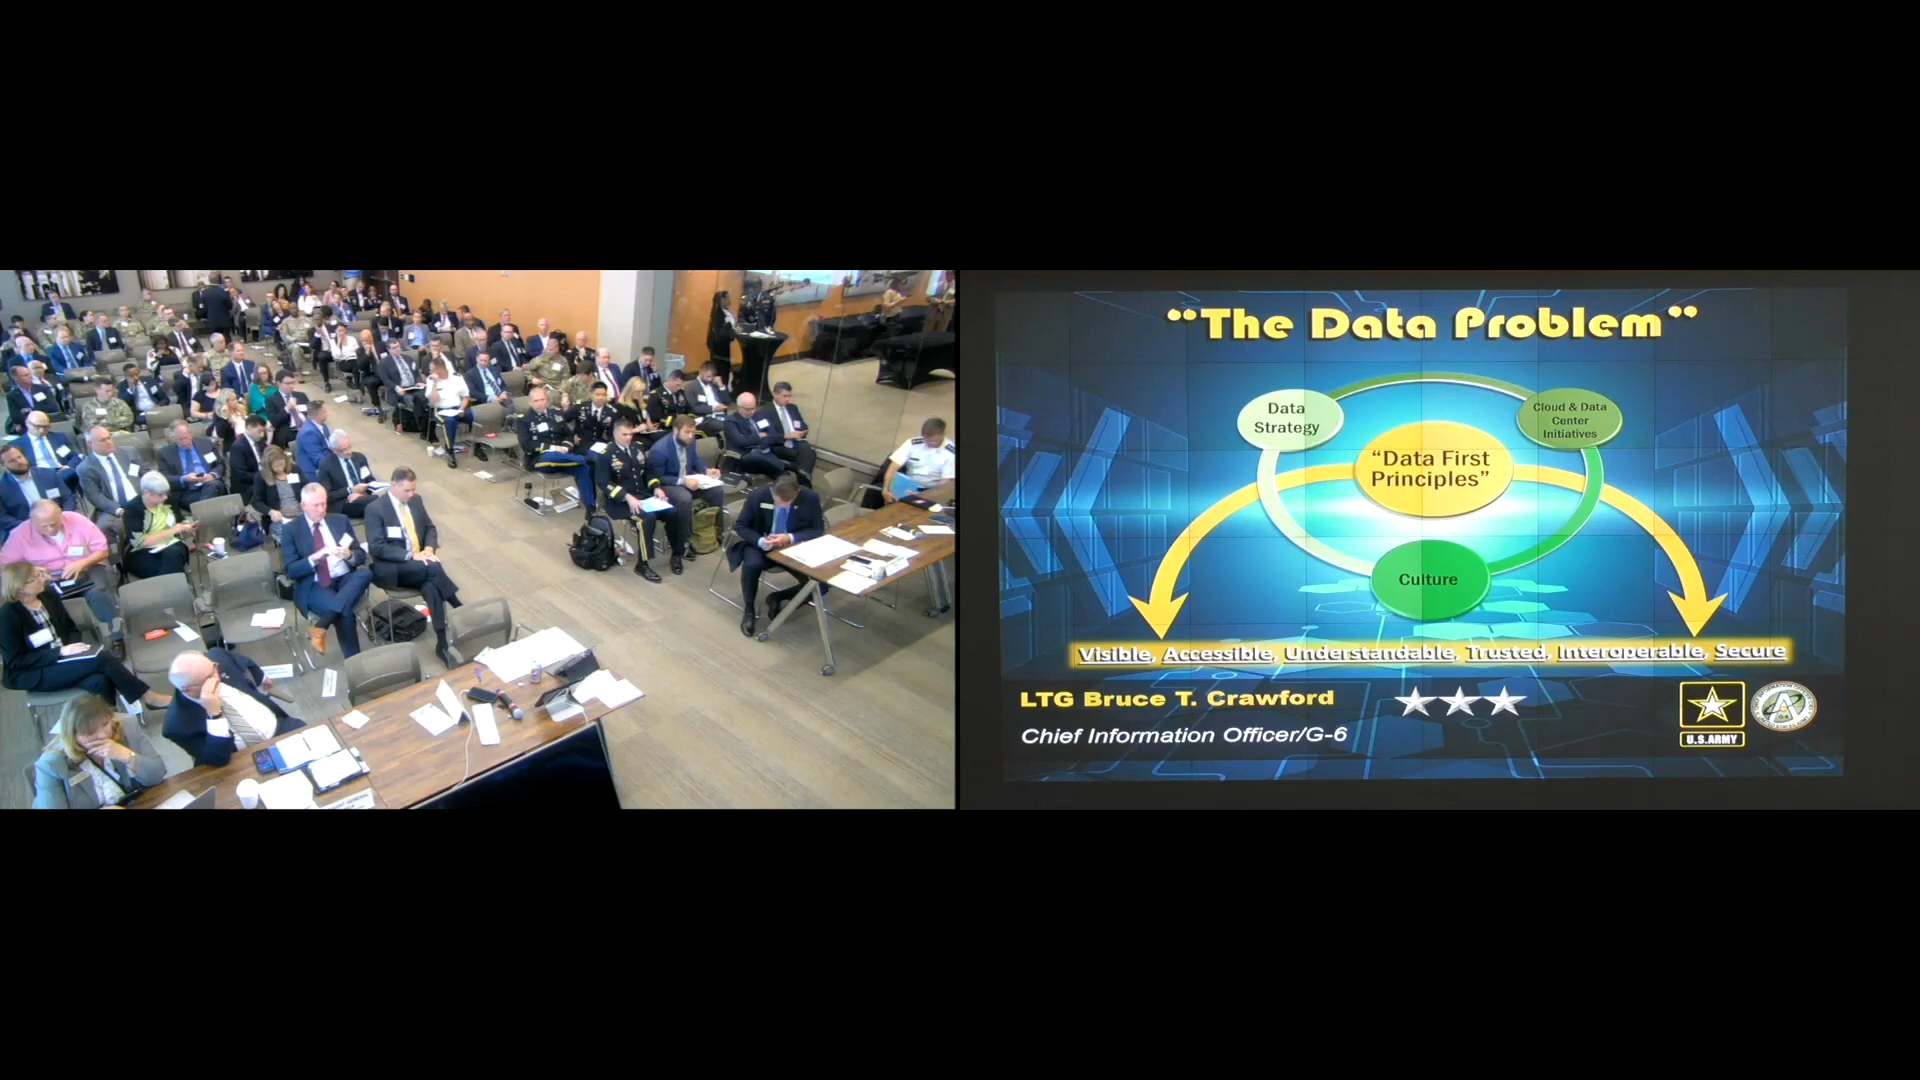 “The Data Problem“
Data
Strategy
Cloud & Data
Center
Initiatives
“Data First
Principles”
Culture
Visible, Accessible, Understandable, Trusted, Interoperable, Secure
LTG Bruce T. Crawford
Chief Information Officer/G-6
U.S.ARMY